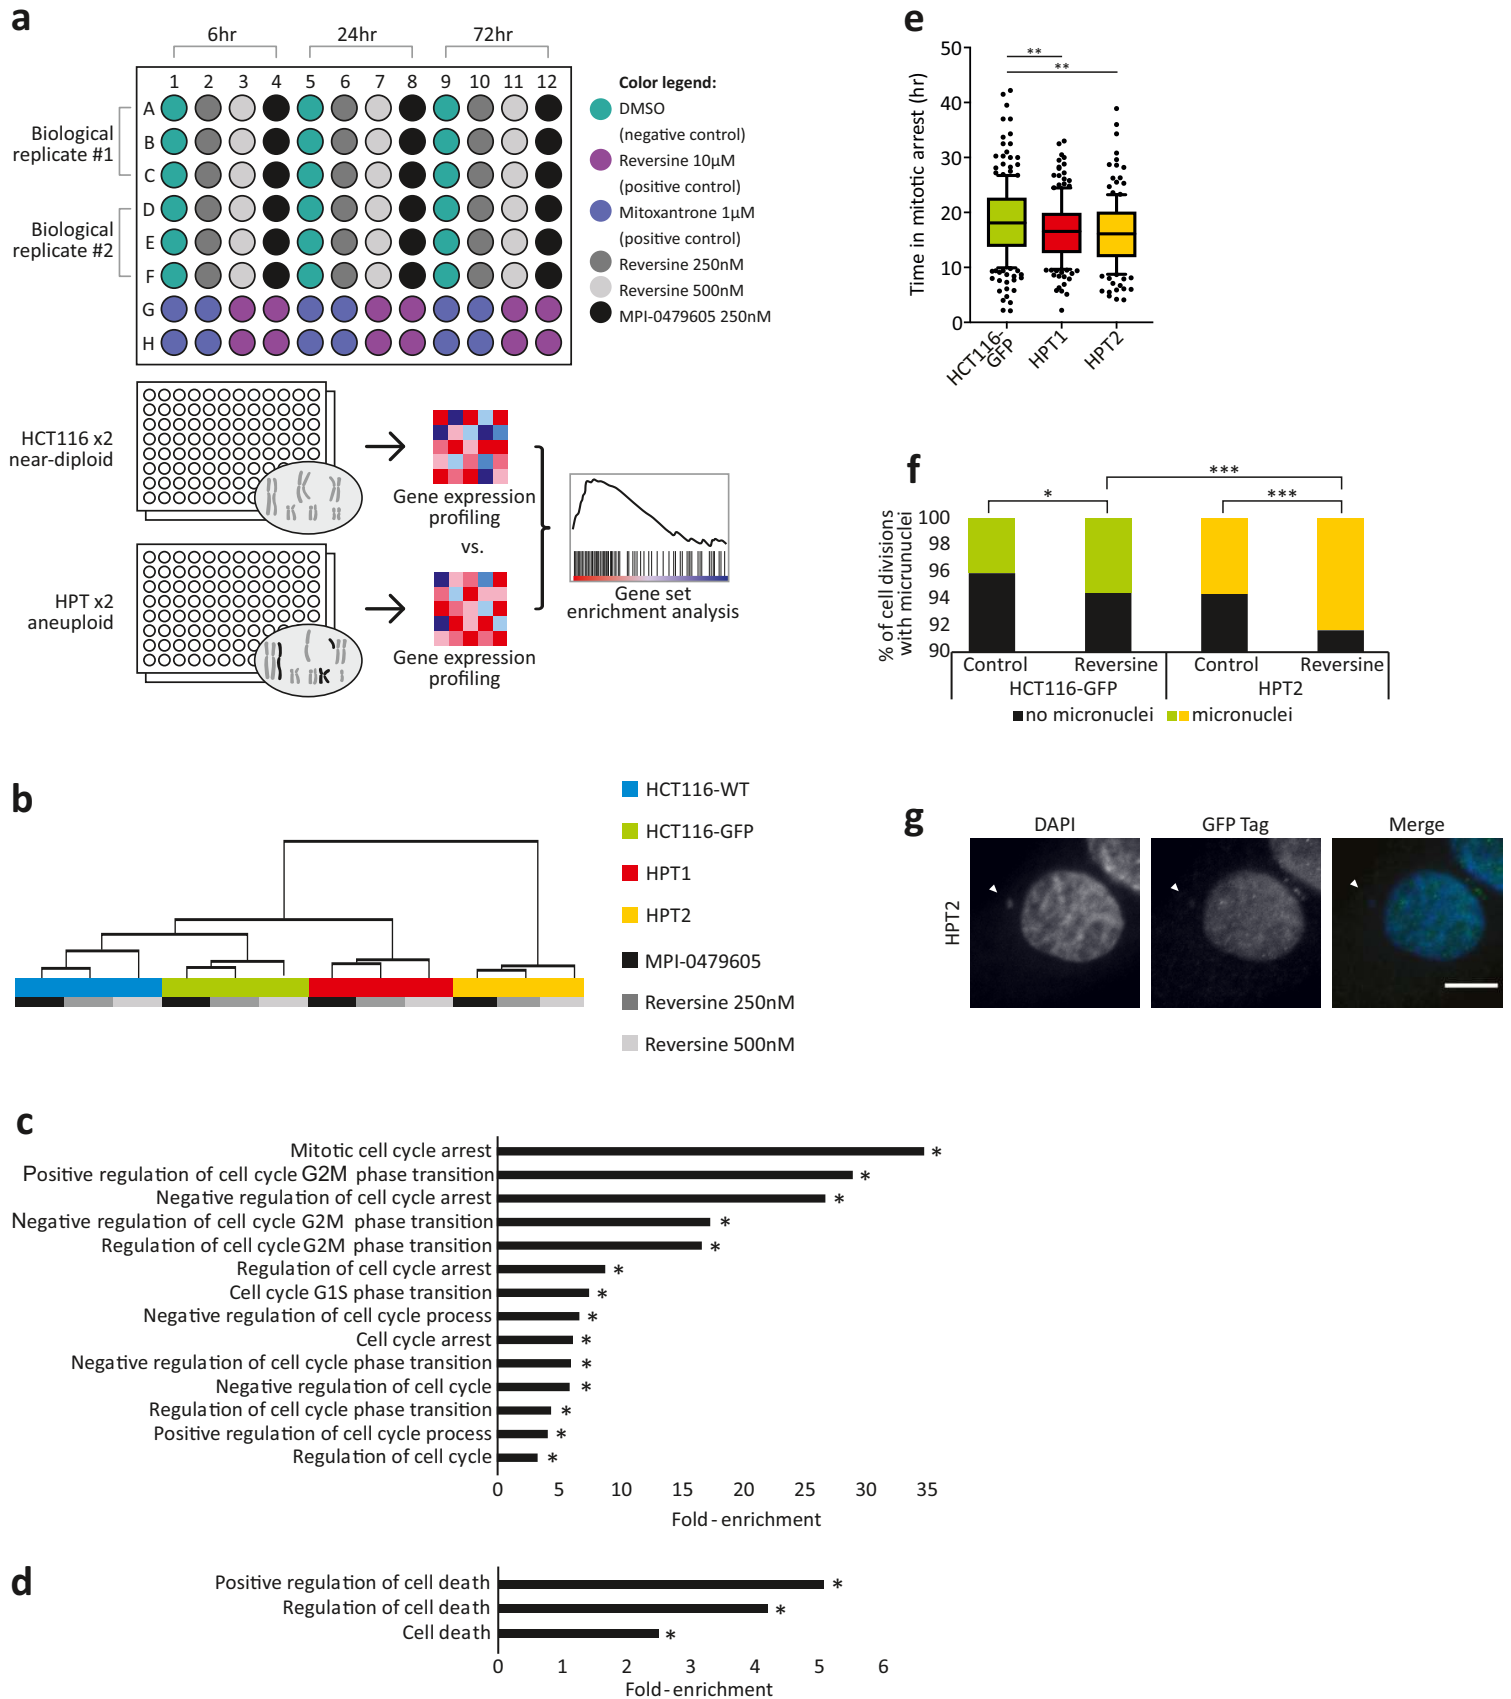 a
6hr 24hr 72hr
1 2 3 4 5 6 7 8 9 10 11 12
A
B
C
D
E
F
G
H
Biological
replicate #1
Biological
replicate #2
Color legend:
DMSO
(negative control)
Reversine 10µM
(positive control)
Mitoxantrone 1µM
(positive control)
Reversine 250nM
Reversine 500nM
MPI-0479605 250nM
HCT116 x2
near-diploid
HPT x2
aneuploid
Gene expression
profiling
vs.
Gene expression
profiling
Gene set
enrichment analysis
b
HCT116-WT
HCT116-GFP
HPT1
HPT2
MPI-0479605
Reversine 250nM
Reversine 500nM
c
Mitotic cell cycle arrest *
Positive regulation of cell cycle G2M phase transition *
Negative regulation of cell cycle arrest *
Negative regulation of cell cycle G2M phase transition *
Regulation of cell cycle G2M phase transition *
Regulation of cell cycle arrest *
Cell cycle G1S phase transition *
Negative regulation of cell cycle process *
Cell cycle arrest *
Negative regulation of cell cycle phase transition *
Negative regulation of cell cycle *
Regulation of cell cycle phase transition *
Positive regulation of cell cycle process *
Regulation of cell cycle *
0 5 10 15 20 25 30 35
Fold-enrichment
d
Positive regulation of cell death *
Regulation of cell death *
Cell death *
0 1 2 3 4 5 6
Fold-enrichment
e
Time in mitotic arrest (hr)
50
40
30
20
10
0
**
**
HCT116-
GFP
HPT1
HPT2
f
% of cell divisions
with micronuclei
***
* ***
100
98
96
94
92
90
Control Reversine Control Reversine
HCT116-GFP HPT2
no micronuclei micronuclei
g
DAPI GFP Tag Merge
HPT2